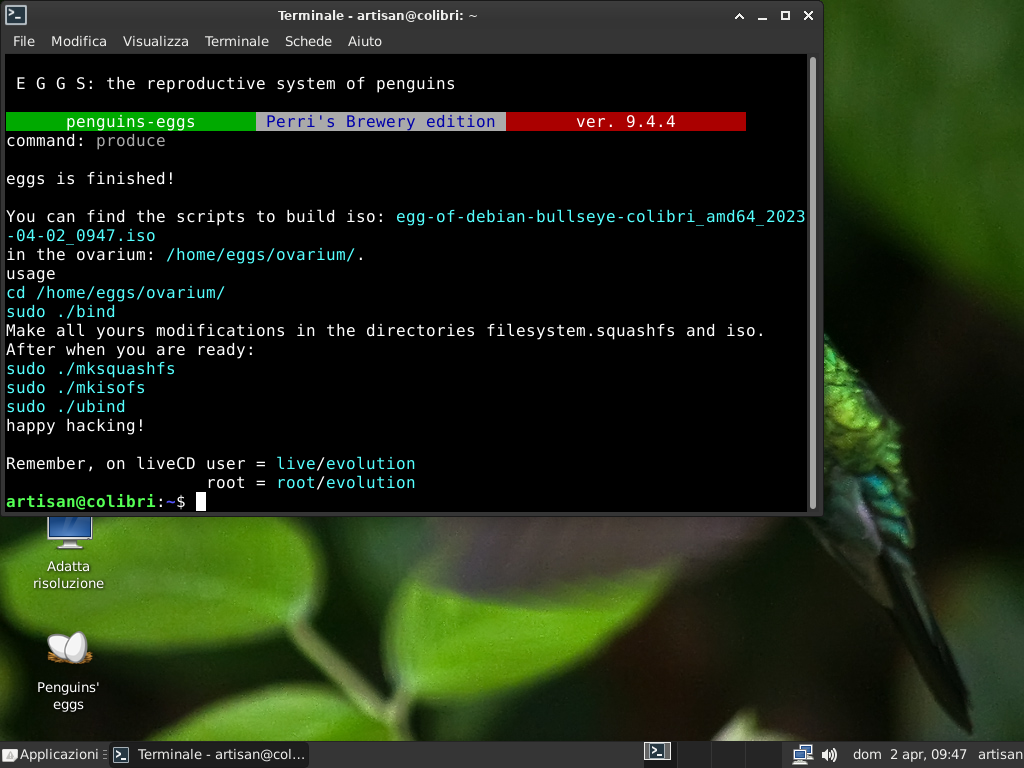 Terminale - artisan@colibri: ~
File Modifica Visualizza Terminale Schede Aiuto
E G G S: the reproductive system of penguins
penguins-eggs Perri's Brewery edition ver. 9.4.4
command: produce
eggs is finished!
You can find the scripts to build iso: egg-of-debian-bullseye-colibri_amd64_2023
-04-02_0947.iso
in the ovarium: /home/eggs/ovarium/.
usage
cd /home/eggs/ovarium/
sudo ./bind
Make all yours modifications in the directories filesystem.squashfs and iso.
After when you are ready:
sudo ./mksquashfs
sudo ./mkisofs
sudo ./ubind
happy hacking!
Remember, on liveCD user = live/evolution
root = root/evolution
artisan@colibri:~$
Adatta
risoluzione
Penguins'
eggs
Applicazioni Terminale - artisan@col... dom 2 apr, 09:47 artisan